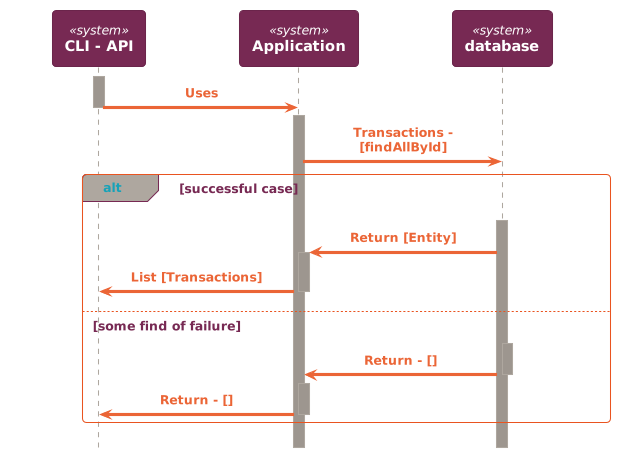 «system»
CLI - API
«system»
Application
«system»
database
Uses
Transactions -
[findAllById]
alt
[successful case]
Return [Entity]
List [Transactions]
[some find of failure]
Return - []
Return - []